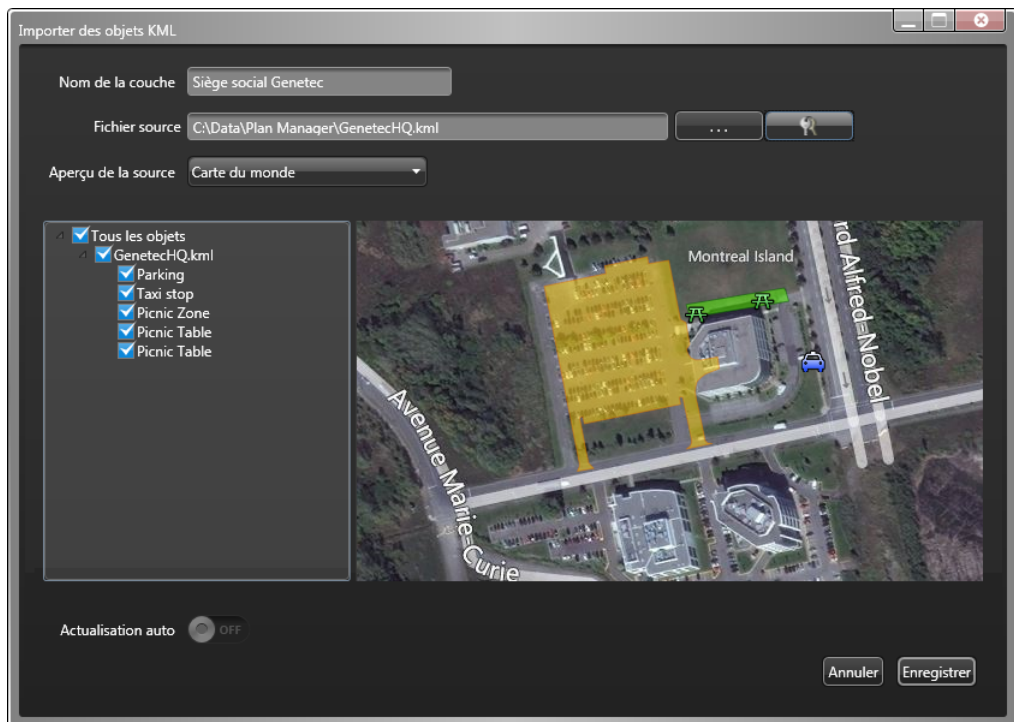 Importer des objets KML
Nom de la couche
Siège social Genetec
Fichier source
C:\Data\Plan Manager\GenetecHQ.kml
...
Aperçu de la source
Carte du monde
Tous les objets
GenetecHQ.kml
Parking
Taxi stop
Picnic Zone
Picnic Table
Picnic Table
Montreal Island
rd Alfred-Nobel
Avenue Marie-Curie
Actualisation auto
OFF
Annuler
Enregistrer